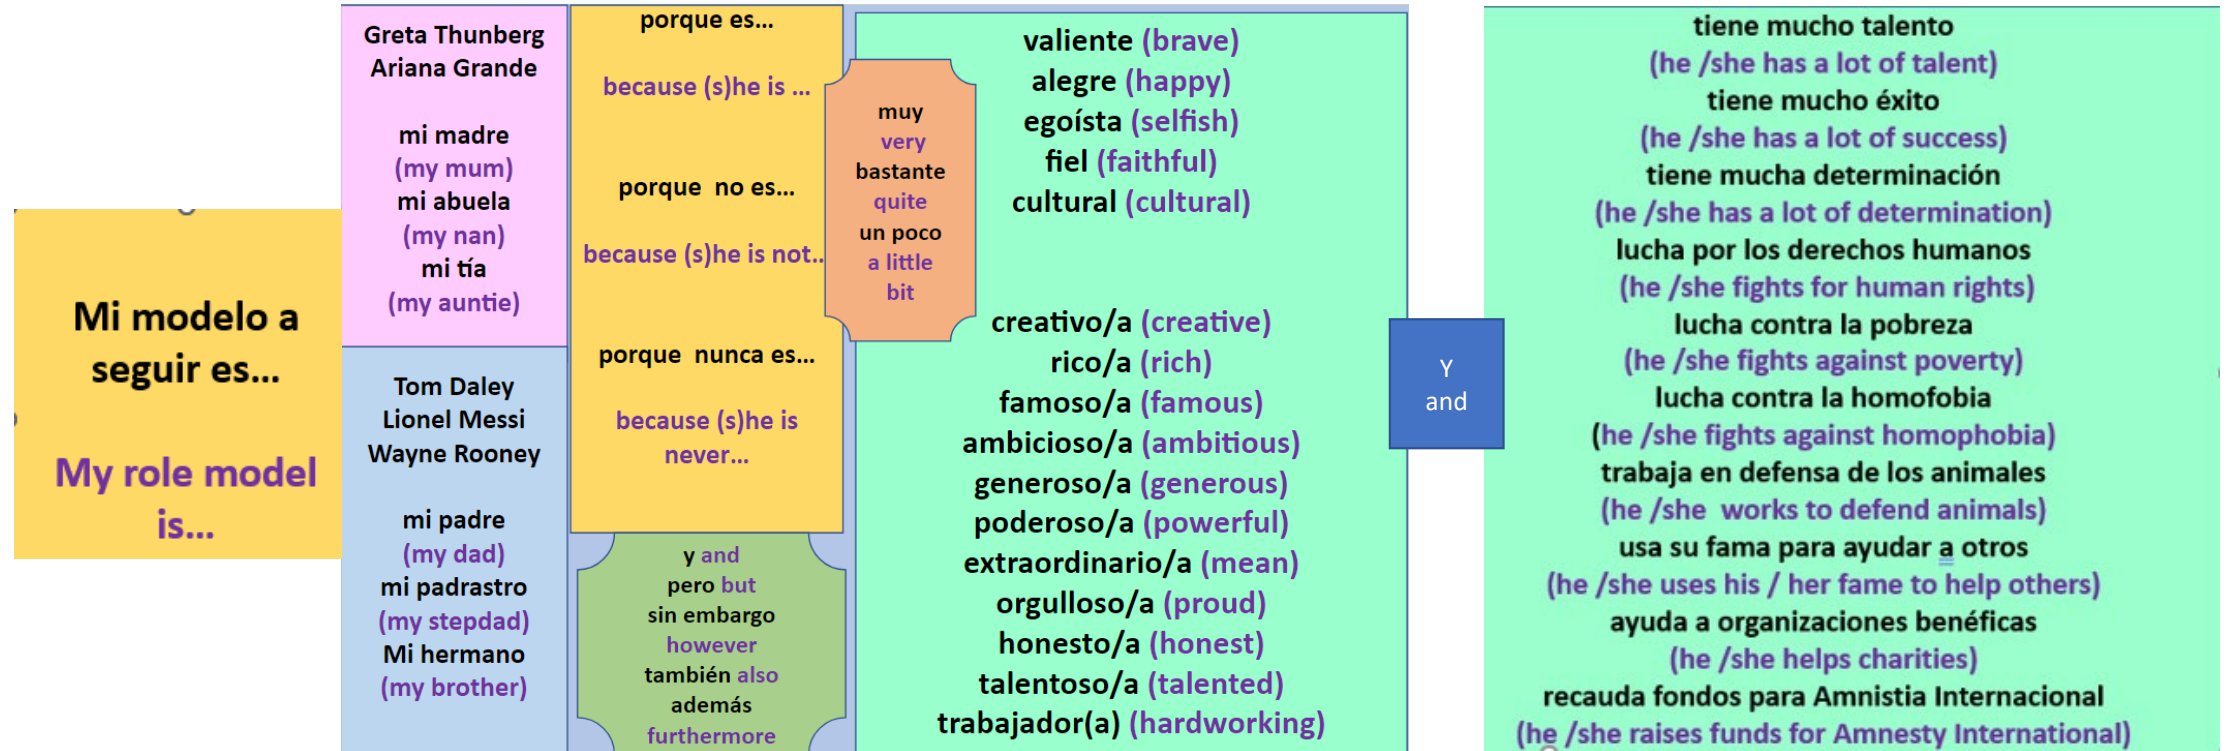 Mi modelo a
seguir es...
My role model
is...
Greta Thunberg
Ariana Grande
mi madre
(my mum)
mi abuela
(my nan)
mi tía
(my auntie)
Tom Daley
Lionel Messi
Wayne Rooney
mi padre
(my dad)
mi padrastro
(my stepdad)
Mi hermano
(my brother)
porque es...
because (s)he is ...
porque  no es...
because (s)he is not..
porque  nunca es...
because (s)he is
never...
y and
pero but
sin embargo
however
también also
además
furthermore
muy
very
bastante
quite
un poco
a little
bit
valiente (brave)
alegre (happy)
egoísta (selfish)
fiel (faithful)
cultural (cultural)
creativo/a (creative)
rico/a (rich)
famoso/a (famous)
ambicioso/a (ambitious)
generoso/a (generous)
poderoso/a (powerful)
extraordinario/a (mean)
orgulloso/a (proud)
honesto/a (honest)
talentoso/a (talented)
trabajador(a) (hardworking)
Y
and
tiene mucho talento
(he /she has a lot of talent)
tiene mucho éxito
(he /she has a lot of success)
tiene mucha determinación
(he /she has a lot of determination)
lucha por los derechos humanos
(he /she fights for human rights)
lucha contra la pobreza
(he /she fights against poverty)
lucha contra la homofobia
(he /she fights against homophobia)
trabaja en defensa de los animales
(he /she  works to defend animals)
usa su fama para ayudar a otros
(he /she uses his / her fame to help others)
ayuda a organizaciones benéficas
(he /she helps charities)
recauda fondos para Amnistia Internacional
(he /she raises funds for Amnesty International)